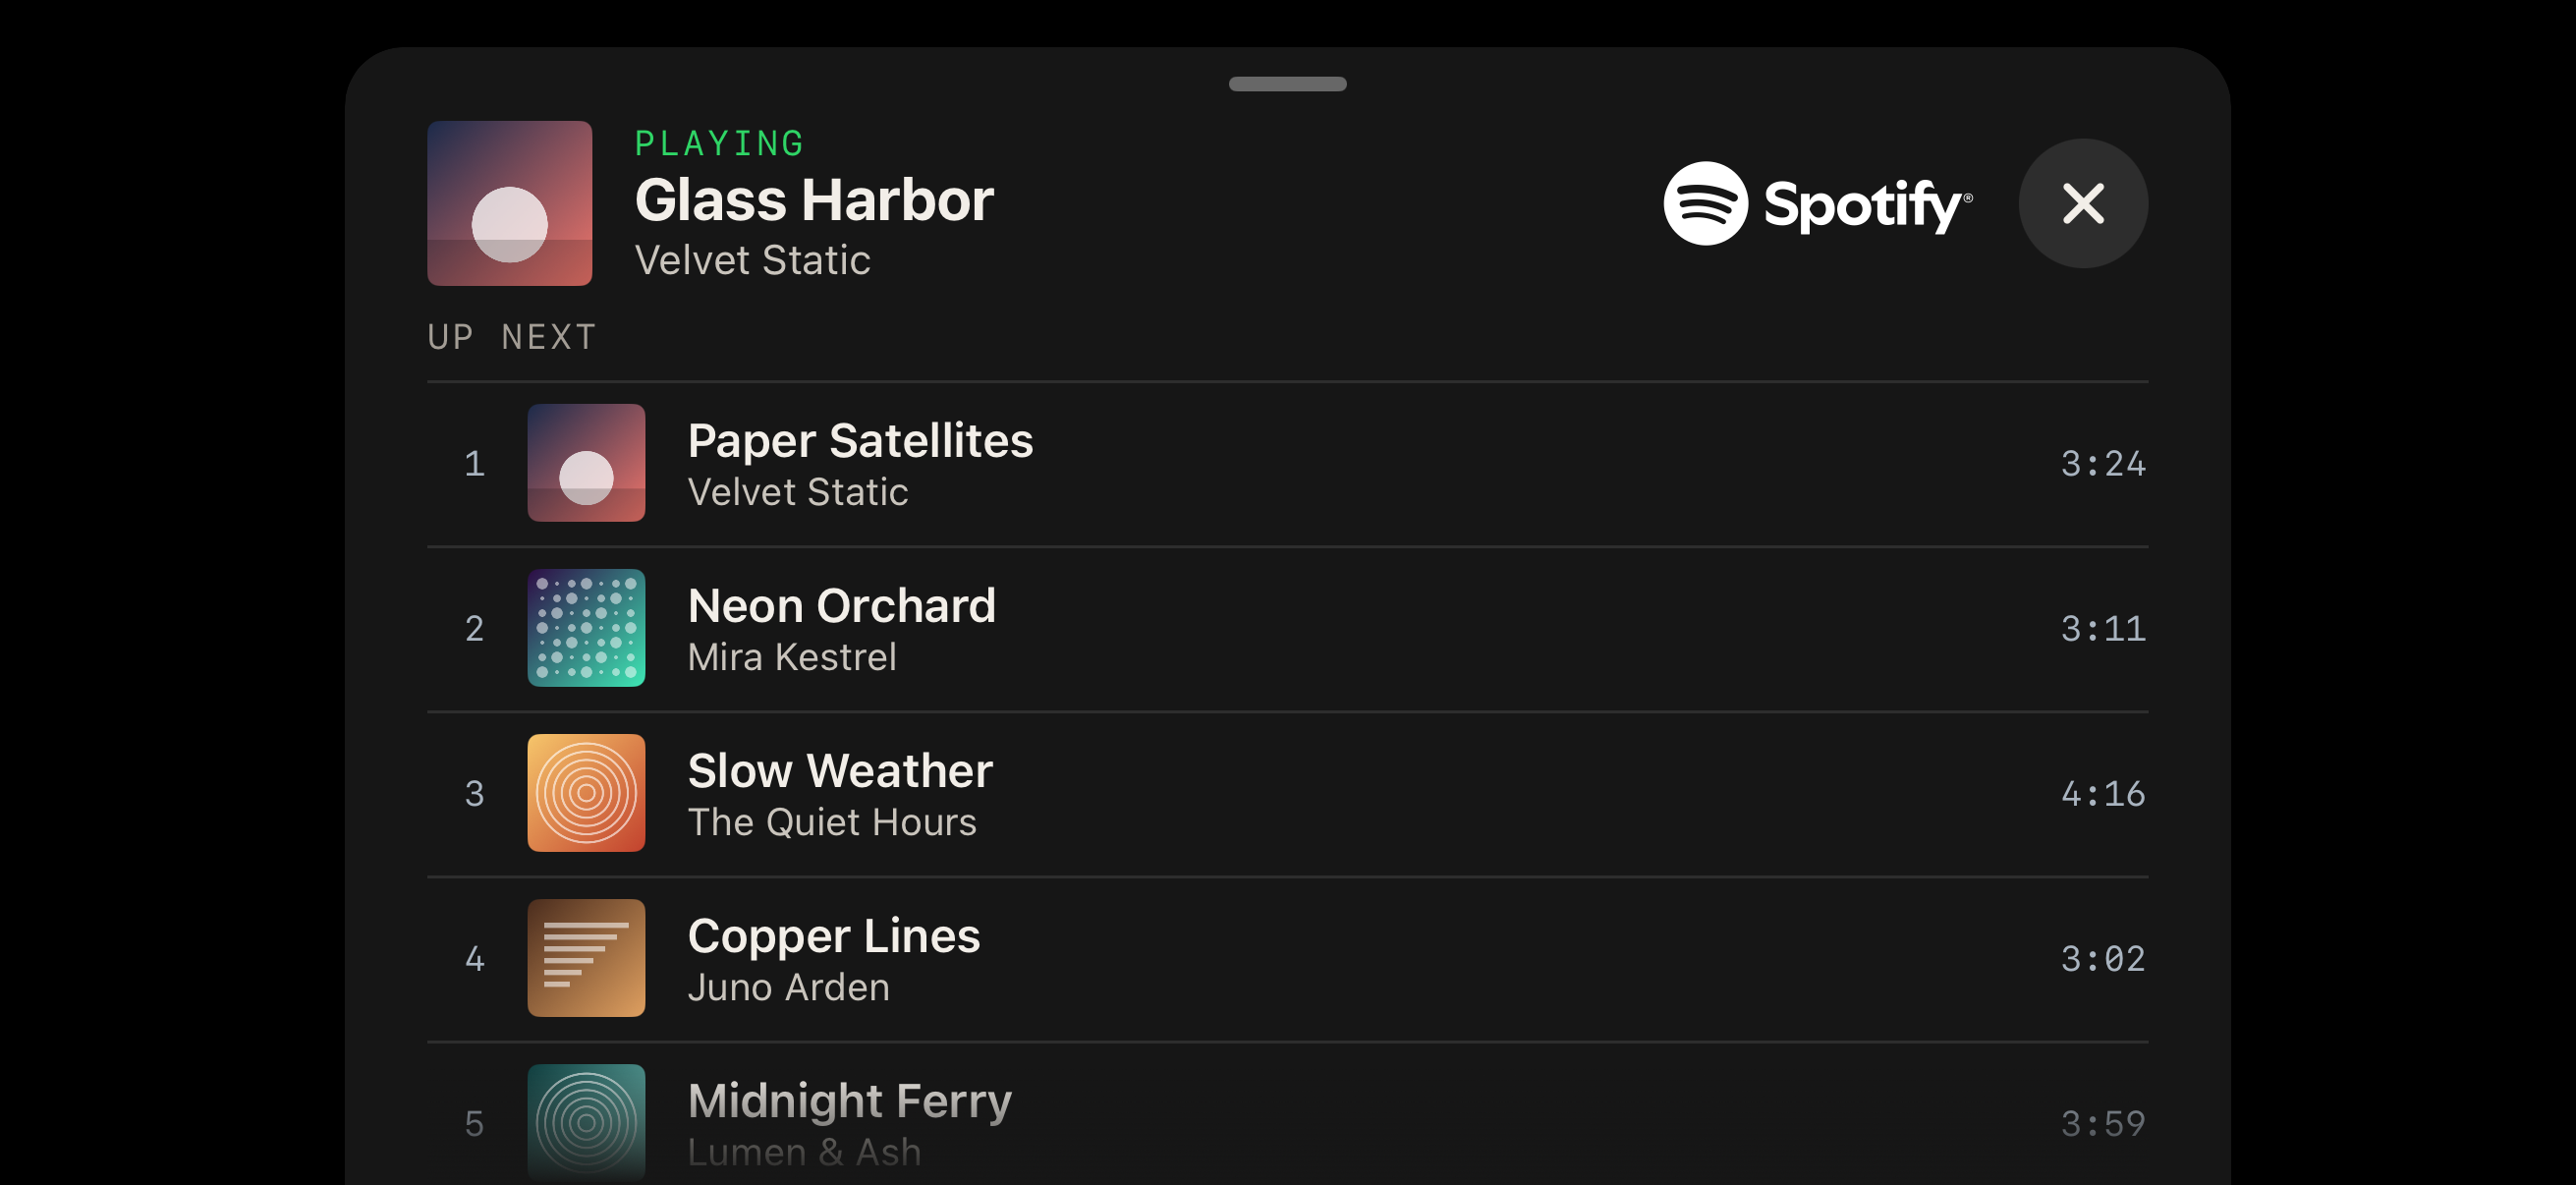 PLAYING
Glass Harbor
Velvet Static
Spotify®
UP NEXT
1
Paper Satellites
Velvet Static
3:24
2
Neon Orchard
Mira Kestrel
3:11
3
Slow Weather
The Quiet Hours
4:16
4
Copper Lines
Juno Arden
3:02
5
Midnight Ferry
Lumen & Ash
3:59